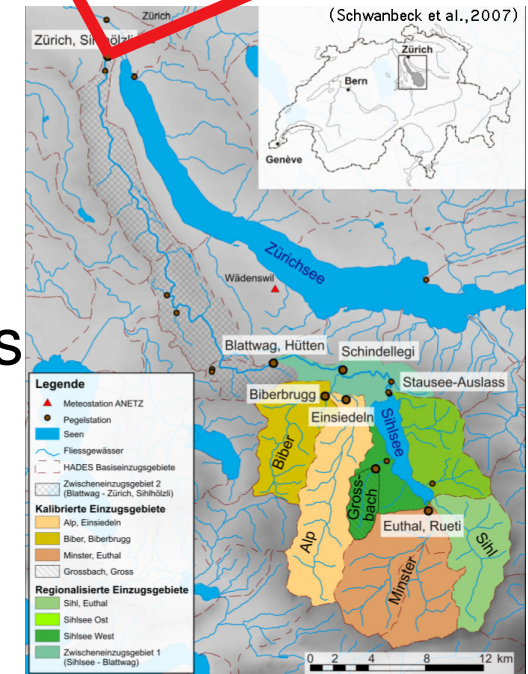 (Schwanbeck et al.,2007)
Zürich
Zürich, Sihlhölzli
Zürich
Bern
Genève
Zürichsee
Wädenswil
s
Blattwag, Hütten
Schindellegi
Stausee-Auslass
Biberbrugg
Einsiedeln
Sihlsee
Biber
Alp
Gross-
bach
Euthal, Rueti
Sihl
Minster
Legende
Meteostation ANETZ
Pegelstation
Seen
Fliessgewässer
HADES Basiseinzugsgebiete
Zwischeneinzugsgebiet 2
(Blattwag - Zürich, Sihlhölzli)
Kalibrierte Einzugsgebiete
Alp, Einsiedeln
Biber, Biberbrugg
Minster, Euthal
Grossbach, Gross
Regionalisierte Einzugsgebiete
Sihl, Euthal
Sihlsee Ost
Sihlsee West
Zwischeneinzugsgebiet 1
(Sihlsee - Blattwag)
0 2 4 8 12 km